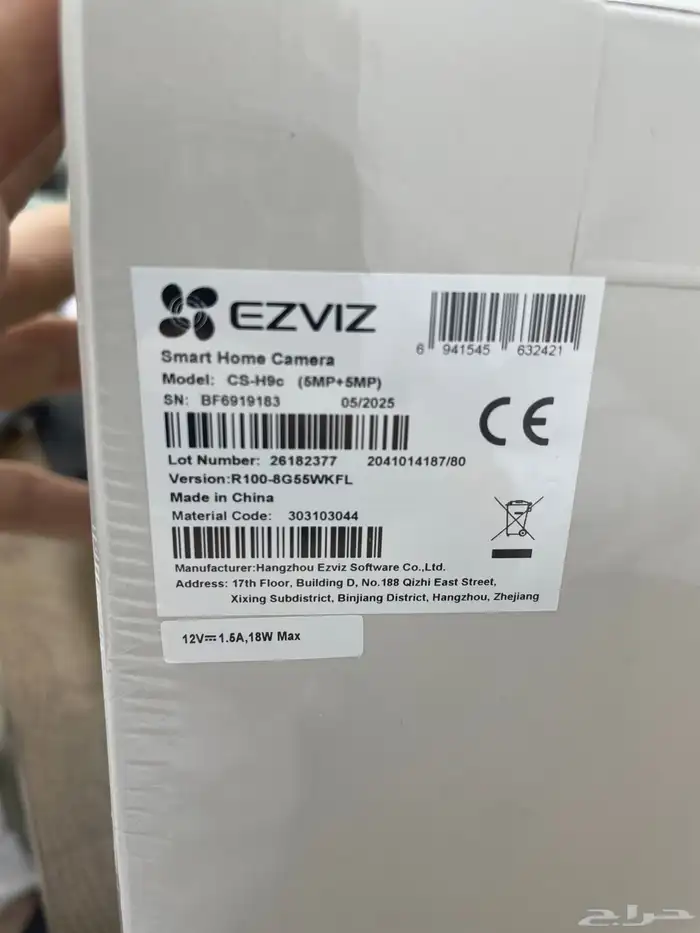 EZVIZ
6 941545 632421
Smart Home Camera
Model: CS-H9c (5MP+5MP)
SN: BF6919183 05/2025
CE
Lot Number: 26182377 2041014187/80
Version:R100-8G55WKFL
Made in China
Material Code: 303103044
Manufacturer:Hangzhou Ezviz Software Co.,Ltd.
Address: 17th Floor, Building D, No.188 Qizhi East Street,
Xixing Subdistrict, Binjiang District, Hangzhou, Zhejiang
12V⎓1.5A,18W Max
حراج